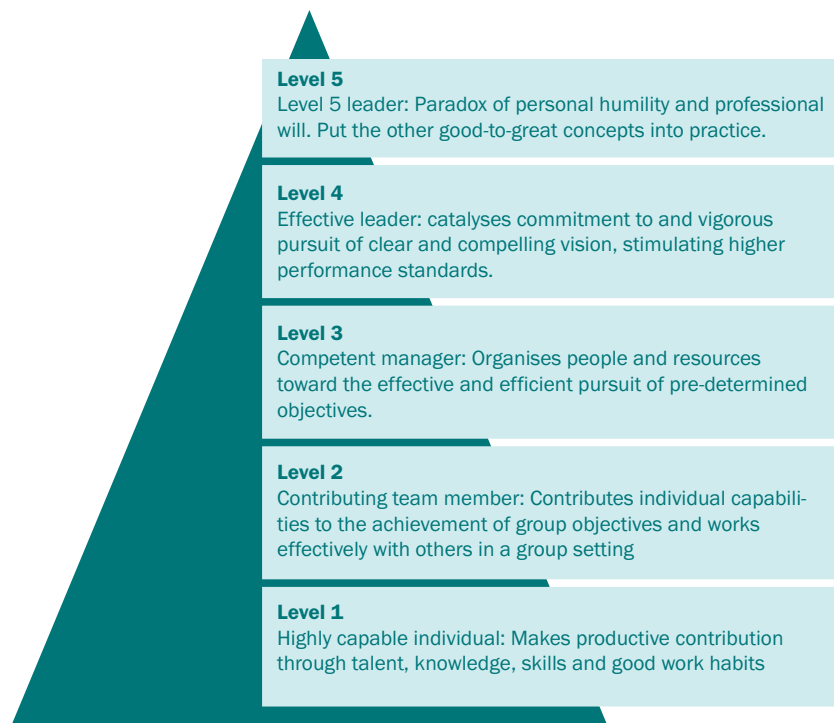 Level 5
Level 5 leader: Paradox of personal humility and professional
will. Put the other good-to-great concepts into practice.
Level 4
Effective leader: catalyses commitment to and vigorous
pursuit of clear and compelling vision, stimulating higher
performance standards.
Level 3
Competent manager: Organises people and resources
toward the effective and efficient pursuit of pre-determined
objectives.
Level 2
Contributing team member: Contributes individual capabili-
ties to the achievement of group objectives and works
effectively with others in a group setting
Level 1
Highly capable individual: Makes productive contribution
through talent, knowledge, skills and good work habits